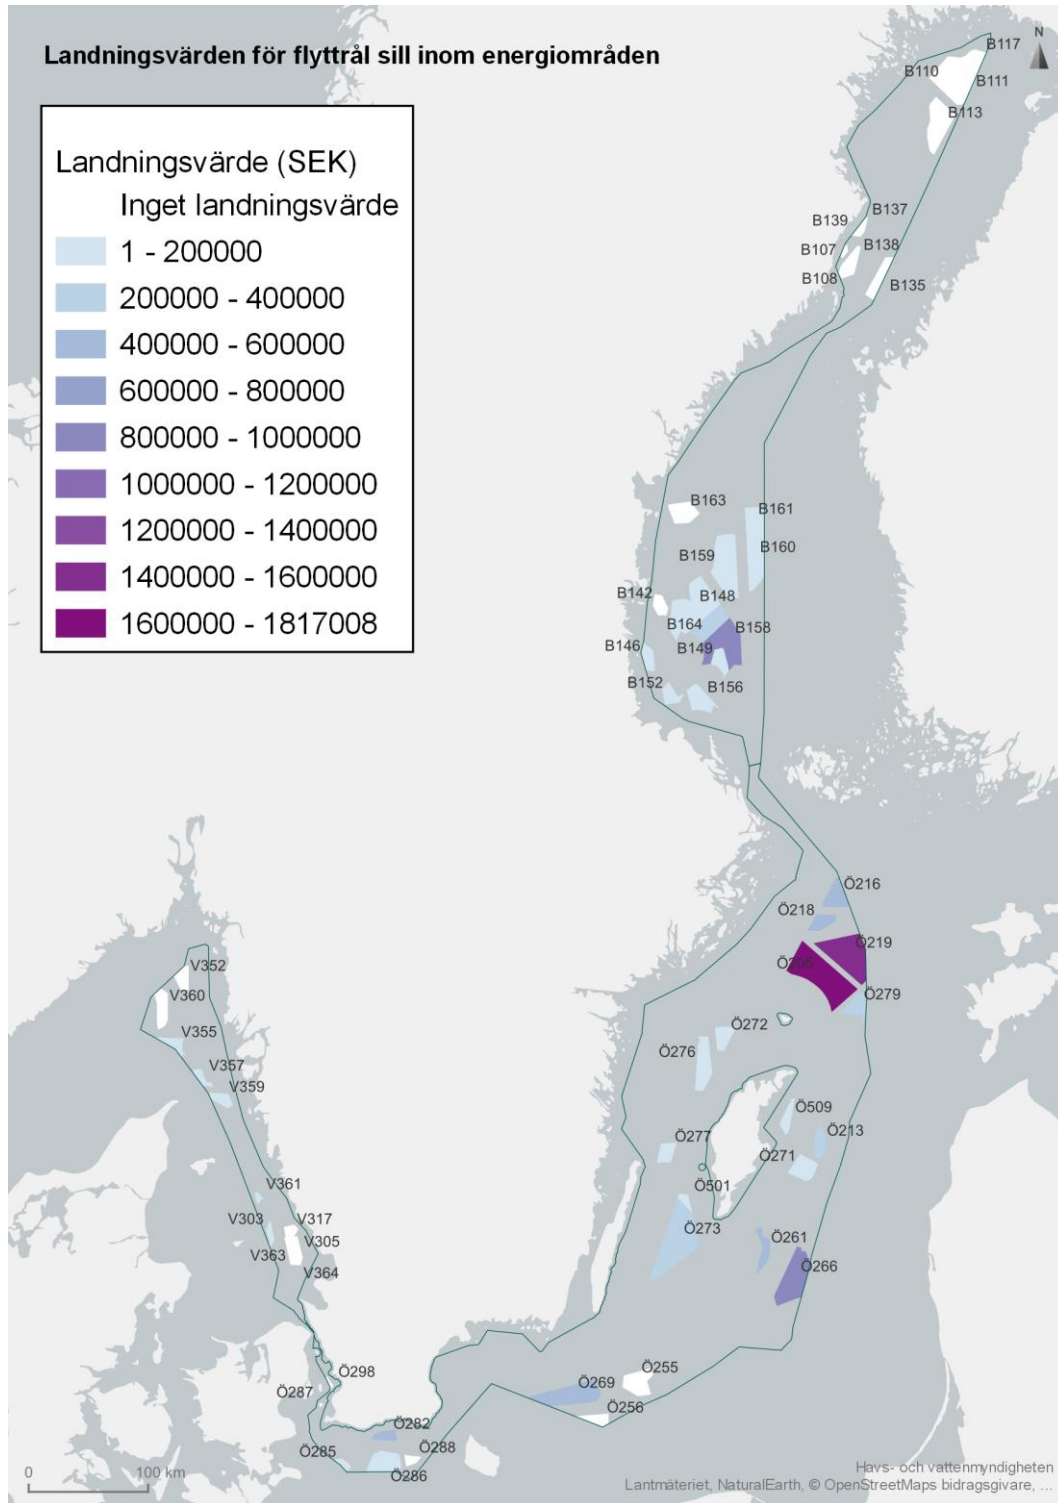 Landningsvärden för flyttrål sill inom energiområden
N
Landningsvärde (SEK)
Inget landningsvärde
1 - 200000
200000 - 400000
400000 - 600000
600000 - 800000
800000 - 1000000
1000000 - 1200000
1200000 - 1400000
1400000 - 1600000
1600000 - 1817008
B117
B110
B111
B113
B137
B139
B138
B107
B108
B135
B163
B161
B159
B160
B142
B148
B164
B158
B146
B149
B152
B156
Ö216
Ö218
Ö219
Ö205
Ö279
V352
V360
V355
V357
V359
Ö272
Ö276
Ö509
Ö213
Ö277
Ö271
Ö501
V361
V303
V317
V305
V363
V364
Ö273
Ö261
Ö266
Ö298
Ö287
Ö255
Ö269
Ö256
Ö282
Ö285
Ö288
Ö286
0 100 km
Havs- och vattenmyndigheten
Lantmäteriet, NaturalEarth, © OpenStreetMaps bidragsgivare, ...